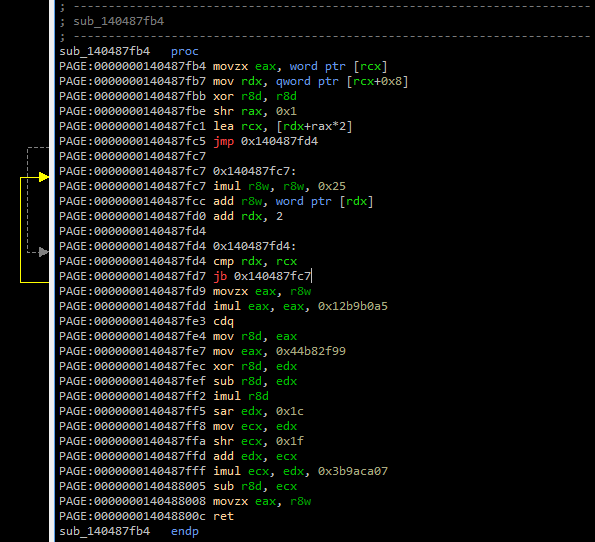 ; -----------------------------------------------------------------------
; sub_140487fb4
; -----------------------------------------------------------------------
sub_140487fb4   proc
PAGE:0000000140487fb4 movzx eax, word ptr [rcx]
PAGE:0000000140487fb7 mov rdx, qword ptr [rcx+0x8]
PAGE:0000000140487fbb xor r8d, r8d
PAGE:0000000140487fbe shr rax, 0x1
PAGE:0000000140487fc1 lea rcx, [rdx+rax*2]
PAGE:0000000140487fc5 jmp 0x140487fd4
PAGE:0000000140487fc7
PAGE:0000000140487fc7 0x140487fc7:
PAGE:0000000140487fc7 imul r8w, r8w, 0x25
PAGE:0000000140487fcc add r8w, word ptr [rdx]
PAGE:0000000140487fd0 add rdx, 2
PAGE:0000000140487fd4
PAGE:0000000140487fd4 0x140487fd4:
PAGE:0000000140487fd4 cmp rdx, rcx
PAGE:0000000140487fd7 jb 0x140487fc7
PAGE:0000000140487fd9 movzx eax, r8w
PAGE:0000000140487fdd imul eax, eax, 0x12b9b0a5
PAGE:0000000140487fe3 cdq
PAGE:0000000140487fe4 mov r8d, eax
PAGE:0000000140487fe7 mov eax, 0x44b82f99
PAGE:0000000140487fec xor r8d, edx
PAGE:0000000140487fef sub r8d, edx
PAGE:0000000140487ff2 imul r8d
PAGE:0000000140487ff5 sar edx, 0x1c
PAGE:0000000140487ff8 mov ecx, edx
PAGE:0000000140487ffa shr ecx, 0x1f
PAGE:0000000140487ffd add edx, ecx
PAGE:0000000140487fff imul ecx, edx, 0x3b9aca07
PAGE:0000000140488005 sub r8d, ecx
PAGE:0000000140488008 movzx eax, r8w
PAGE:000000014048800c ret
sub_140487fb4   endp